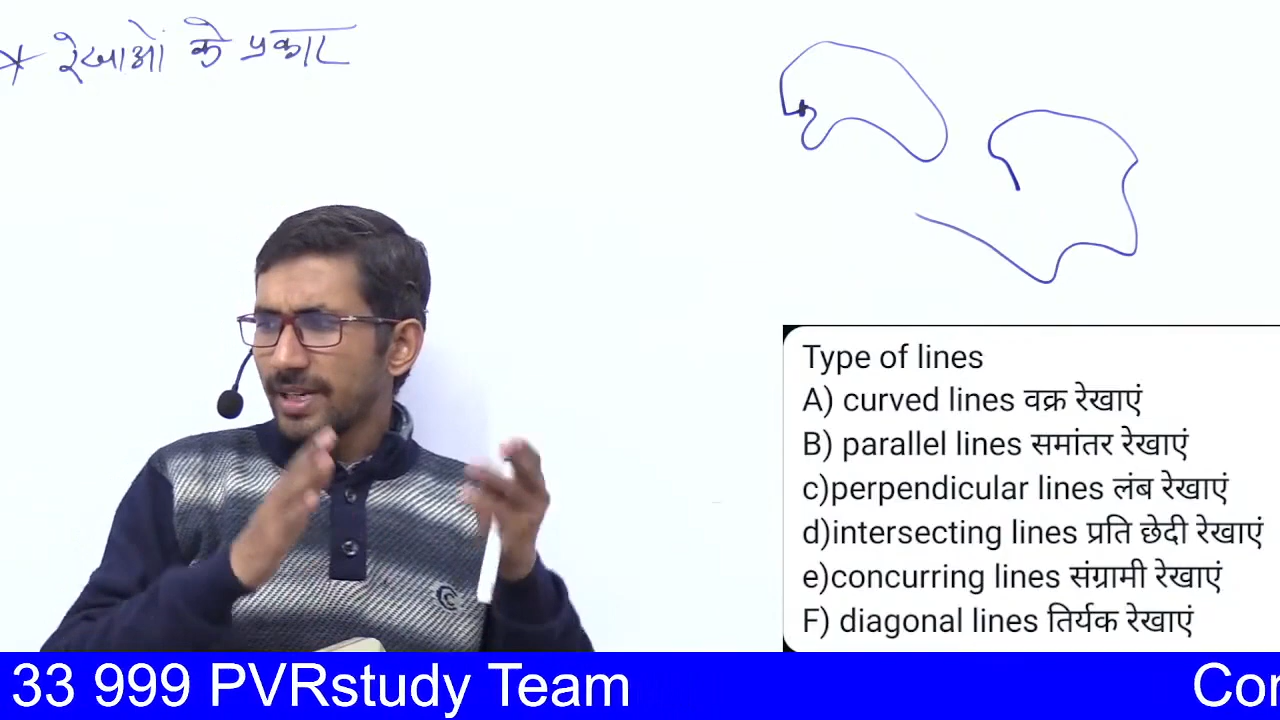 * रेखाओं के प्रकार
Type of lines
A) curved lines वक्र रेखाएं
B) parallel lines समांतर रेखाएं
c)perpendicular lines लंब रेखाएं
d)intersecting lines प्रति छेदी रेखाएं
e)concurring lines संग्रामी रेखाएं
F) diagonal lines तिर्यक रेखाएं
33 999 PVRstudy Team